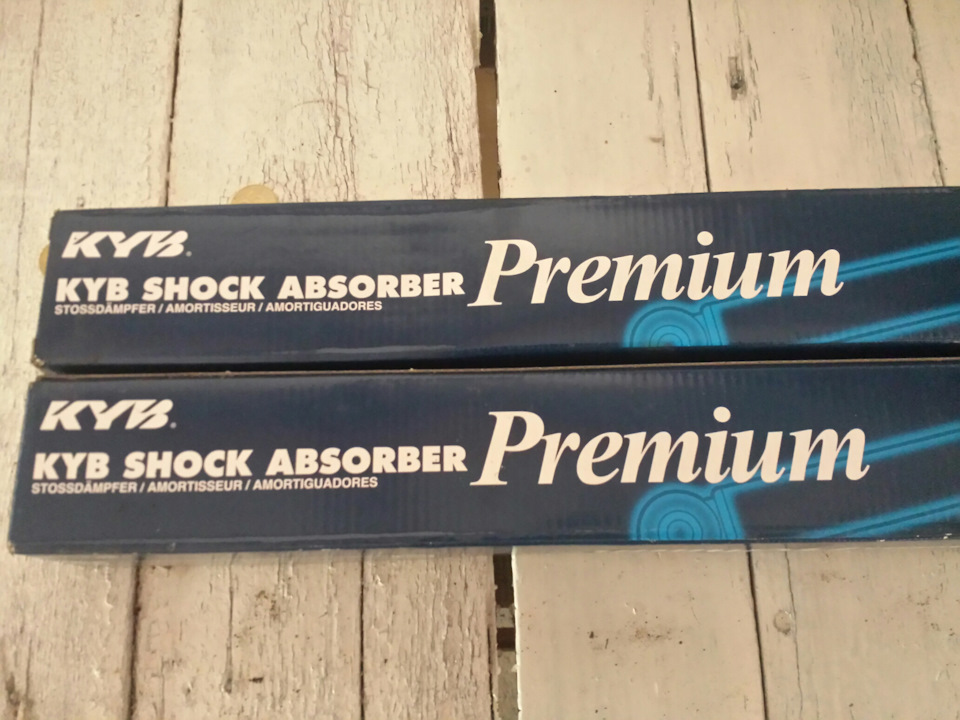 KYB®
KYB SHOCK ABSORBER Premium
STOSSDÄMPFER / AMORTISSEUR / AMORTIGUADORES
KYB®
KYB SHOCK ABSORBER Premium
STOSSDÄMPFER / AMORTISSEUR / AMORTIGUADORES